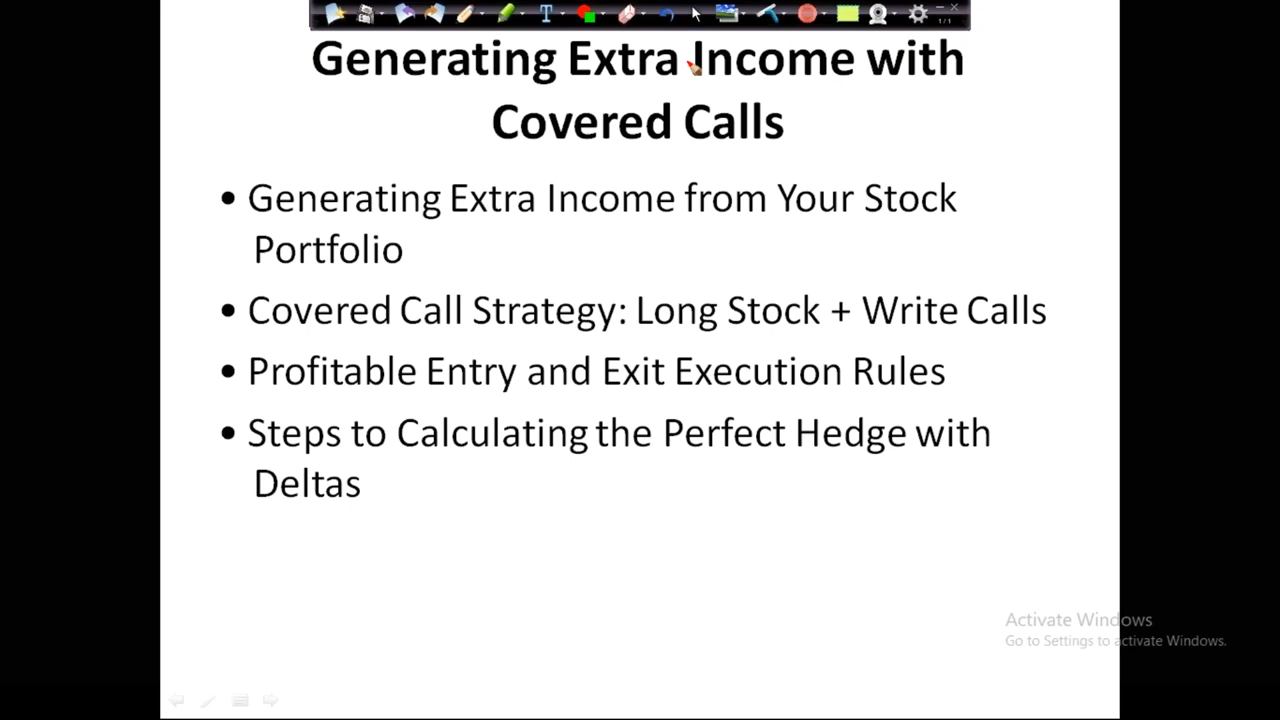 1/1
Generating Extra Income with
Covered Calls
• Generating Extra Income from Your Stock
Portfolio
• Covered Call Strategy: Long Stock + Write Calls
• Profitable Entry and Exit Execution Rules
• Steps to Calculating the Perfect Hedge with
Deltas
Activate Windows
Go to Settings to activate Windows.